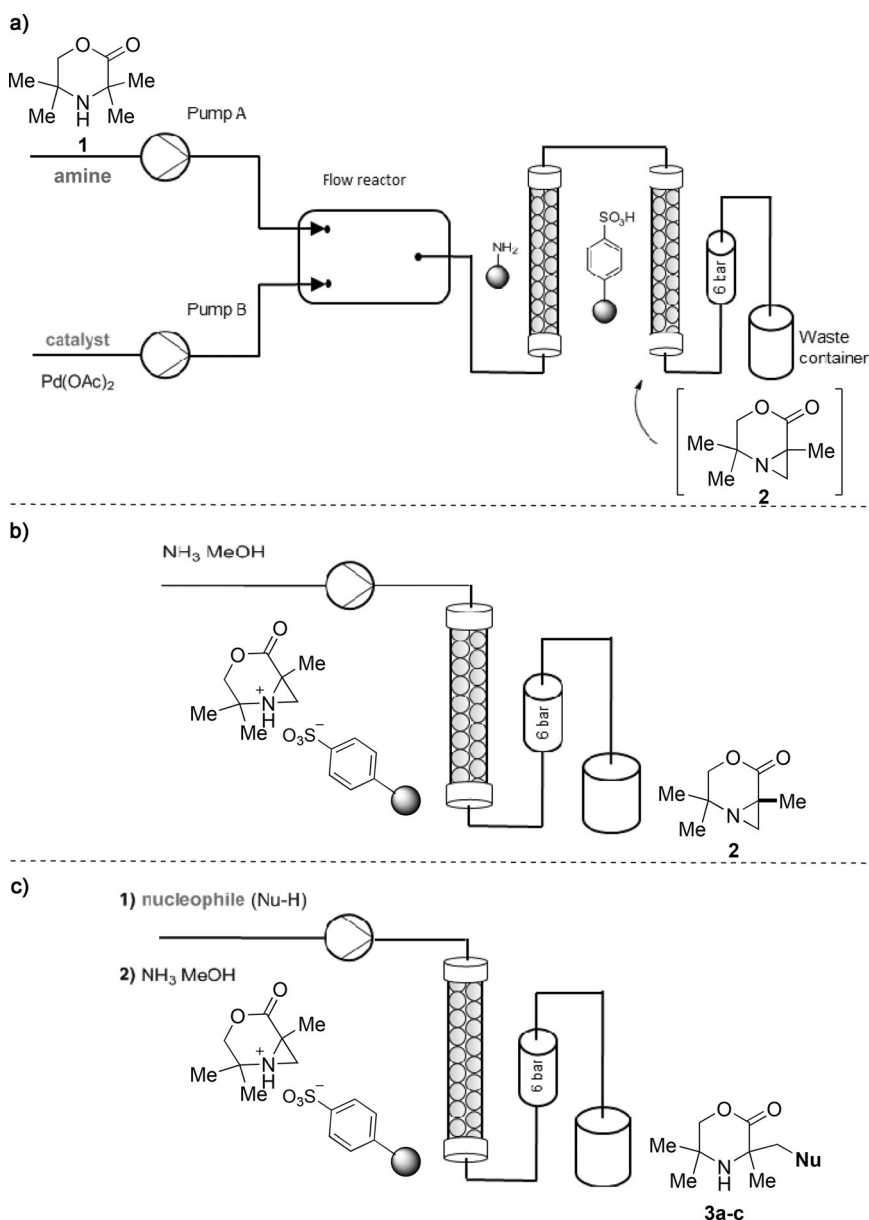 a)
O
O
Me
Me
Me
N
H
Me
1
Pump A
amine
Flow reactor
NH2
SO3H
6 bar
Pump B
catalyst
Pd(OAc)2
Waste
container
O
O
Me
Me
N
Me
2
b)
NH3 MeOH
O
O
Me
+
N
H
Me
Me
O3S−
6 bar
O
O
Me
N
Me
Me
2
c)
1) nucleophile (Nu-H)
2) NH3 MeOH
O
O
Me
+
N
H
Me
Me
O3S−
6 bar
O
O
Me
Me
N
H
Me
Nu
3a-c